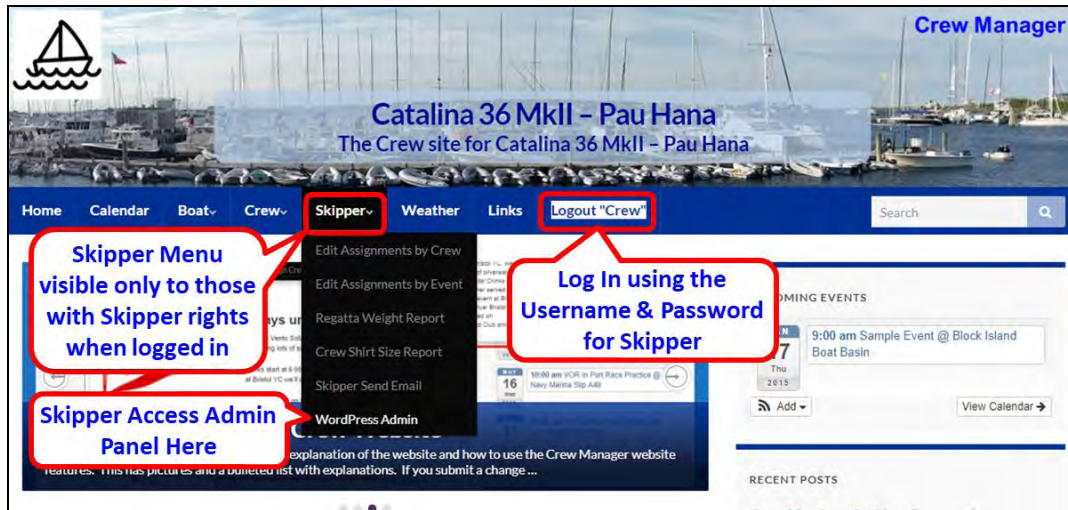 Crew Manager
Catalina 36 MkII – Pau Hana
The Crew site for Catalina 36 MkII – Pau Hana
Home Calendar Boat Crew Skipper Weather Links Logout "Crew" Search
Skipper Menu
visible only to those
with Skipper rights
when logged in
Edit Assignments by Crew
Edit Assignments by Event
Regatta Weight Report
Crew Shirt Size Report
Skipper Send Email
WordPress Admin
Log In using the
Username & Password
for Skipper
Skipper Access Admin
Panel Here
16
10:00 am VOR in Port Race Practice @
Navy Marina Slip A48
Website
explanation of the website and how to use the Crew Manager website
features. This has pictures and a bulleted list with explanations. If you submit
a change ...
OMING EVENTS
7
Thu
2015
9:00 am Sample Event @ Block Island
Boat Basin
Add
View Calendar
RECENT POSTS